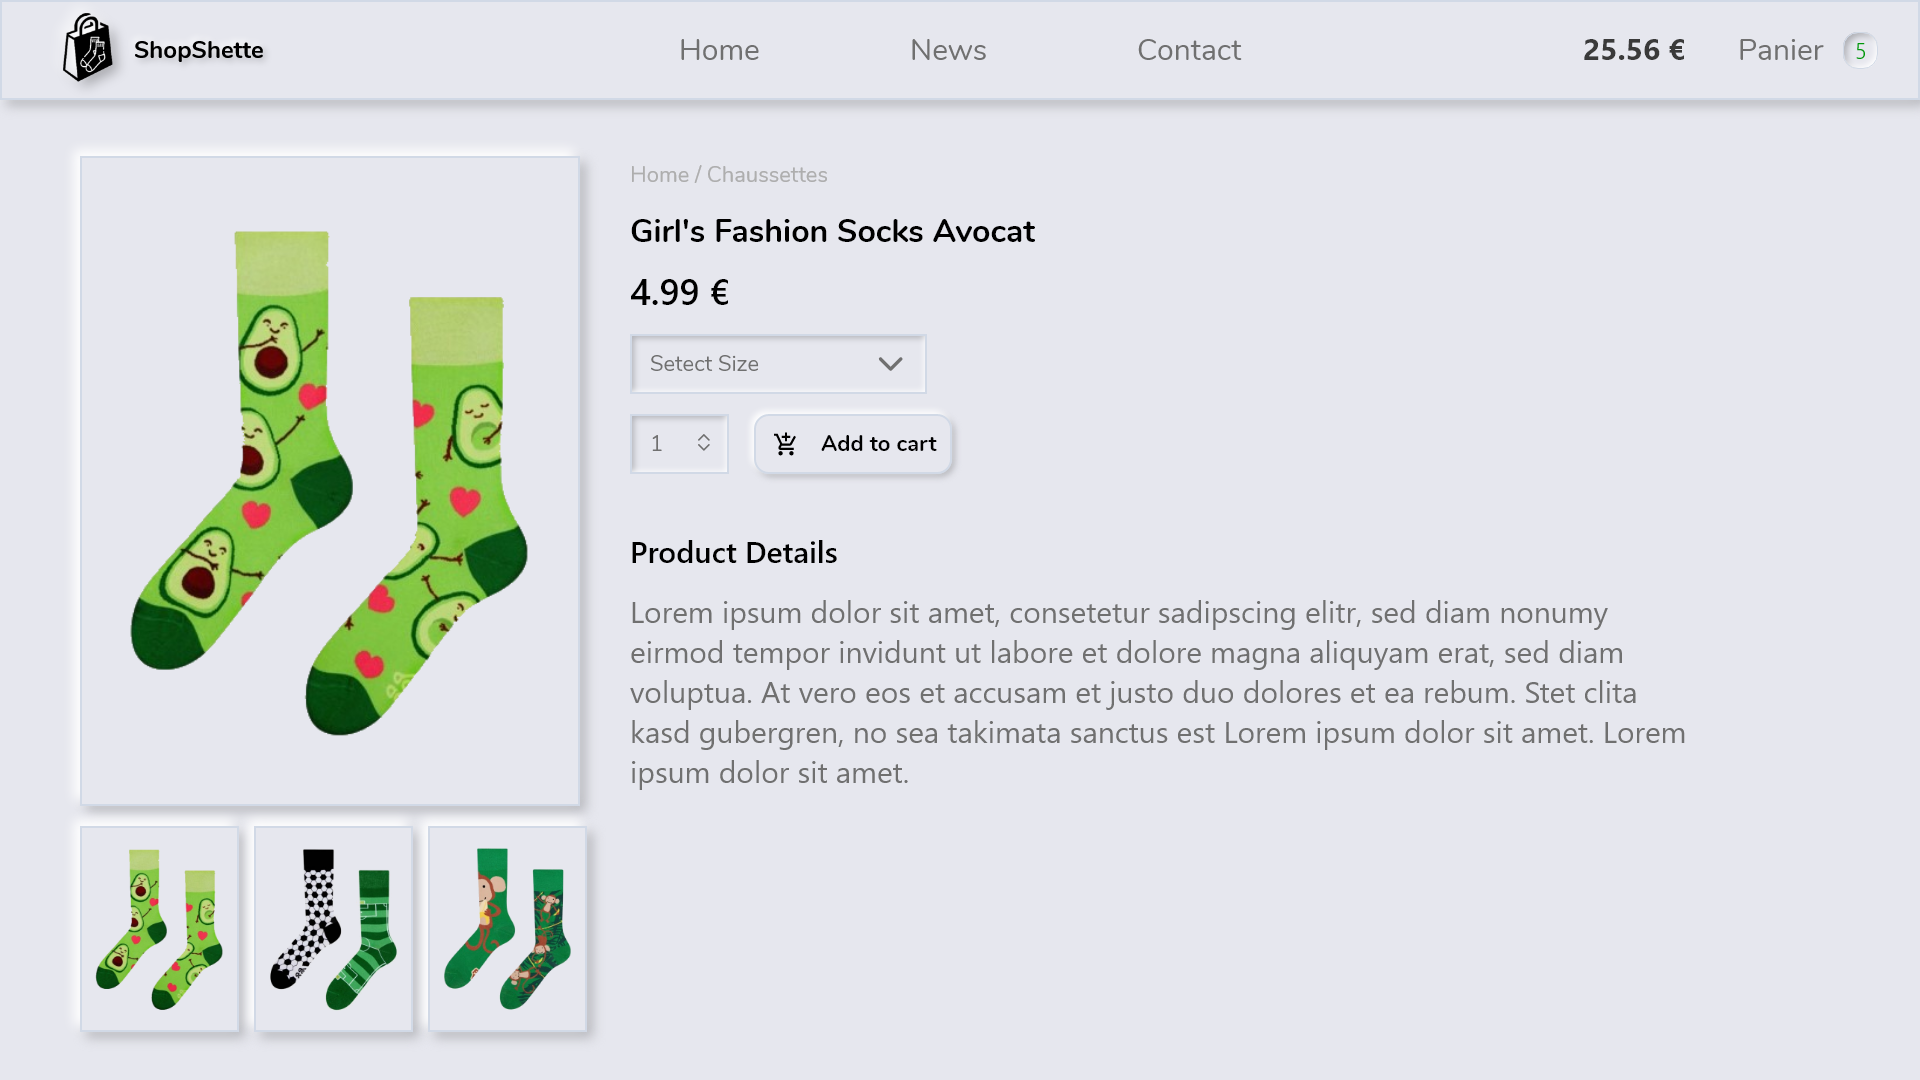 ShopShette
Home
News
Contact
25.56 €
Panier
5
Home / Chaussettes
Girl's Fashion Socks Avocat
4.99 €
Setect Size
1
Add to cart
Product Details
Lorem ipsum dolor sit amet, consetetur sadipscing elitr, sed diam nonumy
eirmod tempor invidunt ut labore et dolore magna aliquyam erat, sed diam
voluptua. At vero eos et accusam et justo duo dolores et ea rebum. Stet clita
kasd gubergren, no sea takimata sanctus est Lorem ipsum dolor sit amet. Lorem
ipsum dolor sit amet.